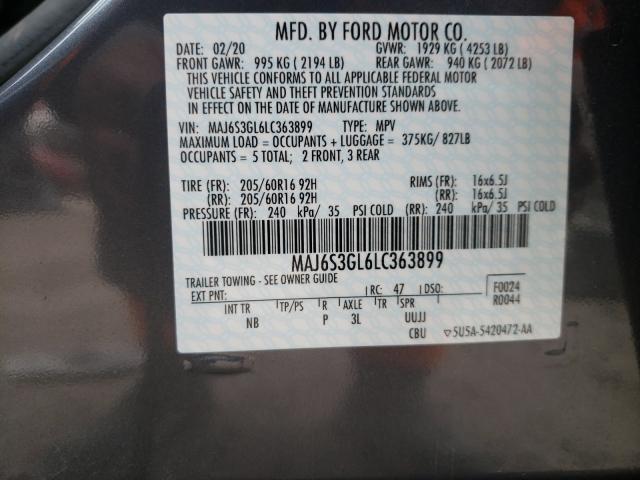 MFD. BY FORD MOTOR CO.
DATE: 02/20 GVWR: 1929 KG ( 4253 LB)
FRONT GAWR: 995 KG ( 2194 LB) REAR GAWR: 940 KG ( 2072 LB)
THIS VEHICLE CONFORMS TO ALL APPLICABLE FEDERAL MOTOR
VEHICLE SAFETY AND THEFT PREVENTION STANDARDS
IN EFFECT ON THE DATE OF MANUFACTURE SHOWN ABOVE.
VIN: MAJ6S3GL6LC363899 TYPE: MPV
MAXIMUM LOAD = OCCUPANTS + LUGGAGE = 375KG/ 827LB
OCCUPANTS = 5 TOTAL; 2 FRONT, 3 REAR
TIRE (FR): 205/60R16 92H RIMS (FR): 16x6.5J
(RR): 205/60R16 92H (RR): 16x6.5J
PRESSURE (FR): 240 kPa/ 35 PSI COLD (RR): 240 kPa/ 35 PSI COLD
MAJ6S3GL6LC363899
TRAILER TOWING - SEE OWNER GUIDE
EXT PNT: RC: 47 DSO: F0024
INT TR TP/PS R AXLE TR SPR R0044
NB P 3L UUJJ
CBU ▽5U5A-5420472-AA